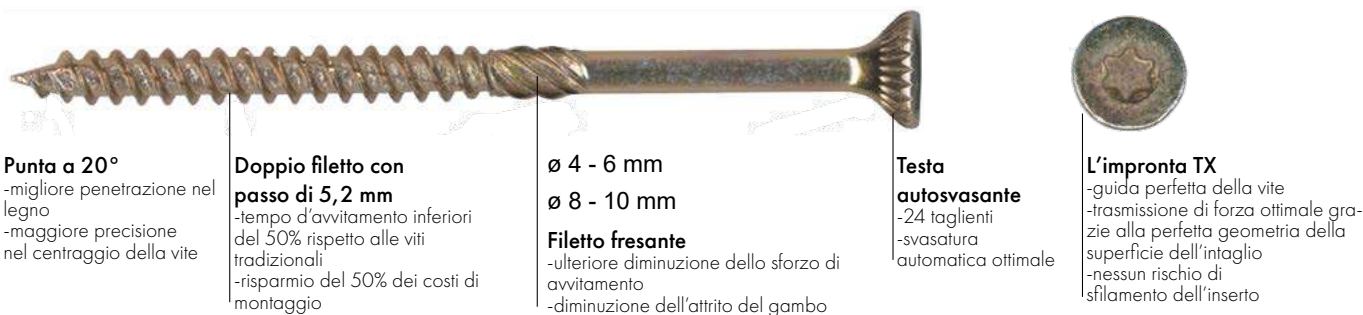 Punta a 20°
-migliore penetrazione nel
legno
-maggiore precisione
nel centraggio della vite
Doppio filetto con
passo di 5,2 mm
-tempo d'avvitamento inferiori
del 50% rispetto alle viti
tradizionali
-risparmio del 50% dei costi di
montaggio
ø 4 - 6 mm
ø 8 - 10 mm
Filetto fresante
-ulteriore diminuzione dello sforzo di
avvitamento
-diminuzione dell'attrito del gambo
Testa
autosvasante
-24 taglienti
-svasatura
automatica ottimale
L'impronta TX
-guida perfetta della vite
-trasmissione di forza ottimale gra-
zie alla perfetta geometria della
superficie dell'intaglio
-nessun rischio di
sfilamento dell'inserto